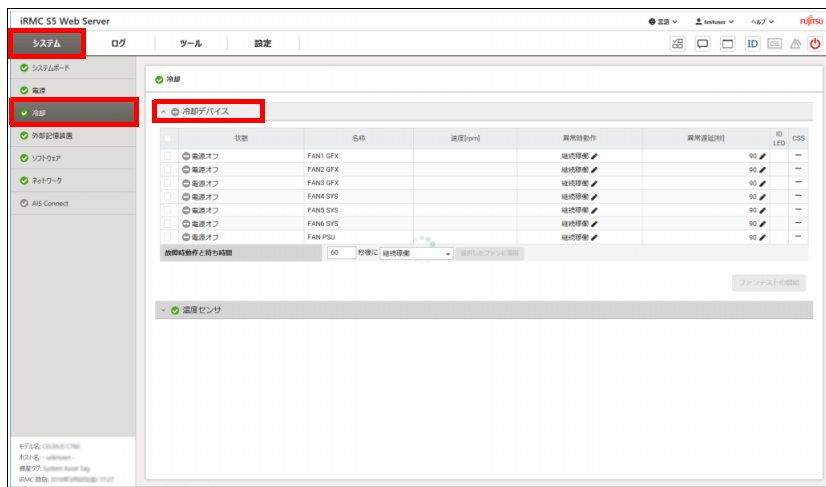 iRMC S5 Web Server
言語 testuser ヘルプ FUJITSU
システム ログ ツール 設定 ID CSS
システムボード
電源
冷却
外部記憶装置
ソフトウェア
ネットワーク
AIS Connect
冷却
冷却デバイス
状態 名称 速度[rpm] 異常時動作 異常遅延[秒] ID LED CSS
電源オフ FAN1 GFX 継続稼働 90 —
電源オフ FAN2 GFX 継続稼働 90 —
電源オフ FAN3 GFX 継続稼働 90 —
電源オフ FAN4 SYS 継続稼働 90 —
電源オフ FAN5 SYS 継続稼働 90 —
電源オフ FAN6 SYS 継続稼働 90 —
電源オフ FAN PSU 継続稼働 90 —
故障時動作と待ち時間 60 秒後に 継続稼働 選択したファンに適用
ファンテストの開始
温度センサ
モデル名:
ホスト名: - unknown -
資産タグ: System Asset Tag
iRMC 時刻: